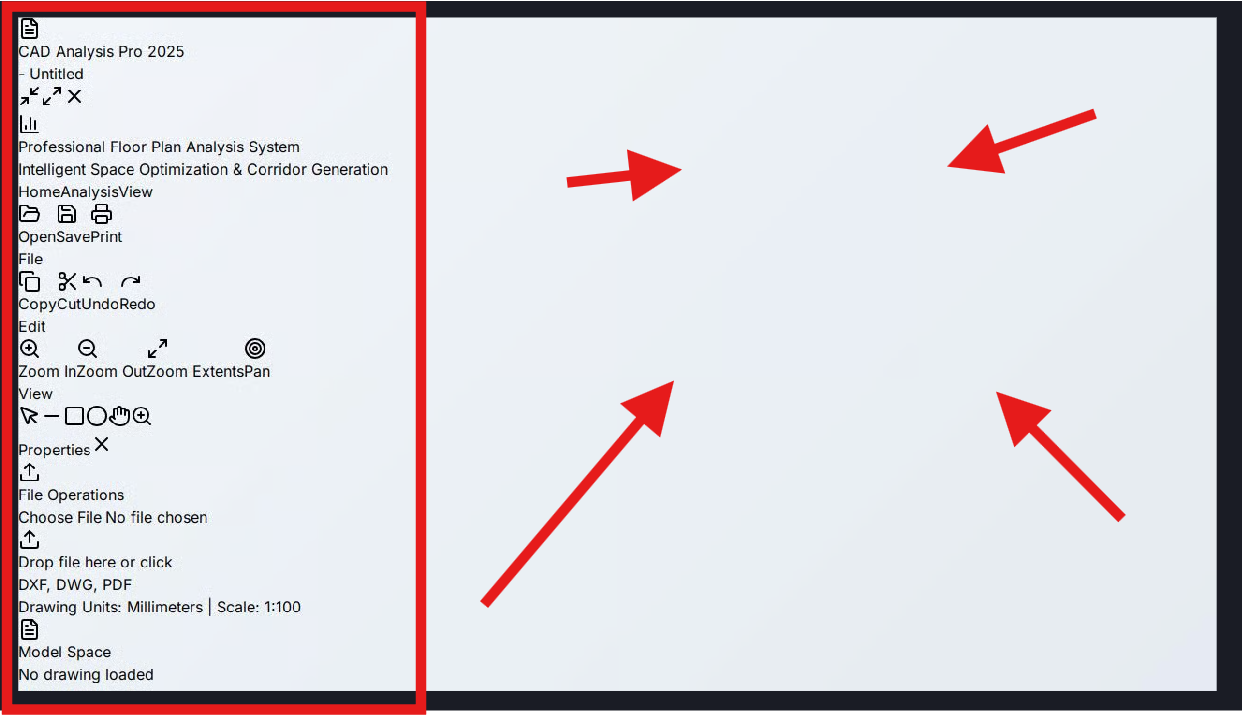 CAD Analysis Pro 2025
- Untitled
Professional Floor Plan Analysis System
Intelligent Space Optimization & Corridor Generation
HomeAnalysisView
OpenSavePrint
File
CopyCutUndoRedo
Edit
Zoom InZoom OutZoom ExtentsPan
View
Properties
File Operations
Choose File No file chosen
Drop file here or click
DXF, DWG, PDF
Drawing Units: Millimeters | Scale: 1:100
Model Space
No drawing loaded